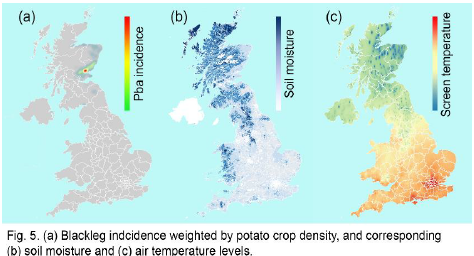 (a)
Pba incidence
(b)
Soil moisture
(c)
Screen temperature
Fig. 5. (a) Blackleg indcidence weighted by potato crop density, and corresponding
(b) soil moisture and (c) air temperature levels.